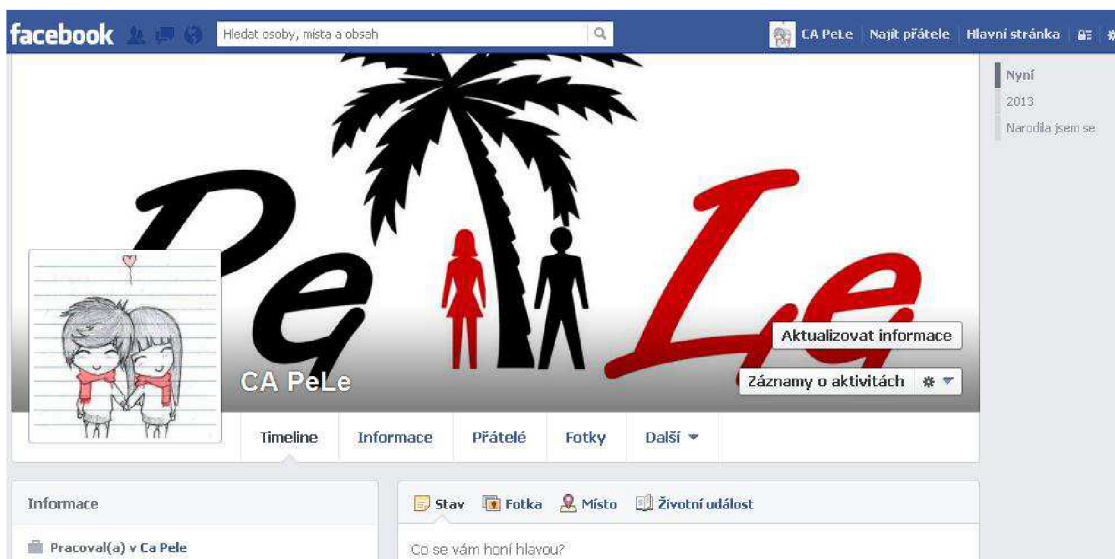 facebook
Hledat osoby, místa a obsah
CA PeLe Najít přátele Hlavní stránka
Nyní
2013
Narodila jsem se
Pe Le
Aktualizovat informace
CA PeLe
Záznamy o aktivitách
Timeline Informace Přátelé Fotky Další
Informace
Stav Fotka Místo Životní událost
Pracoval(a) v Ca Pele
Co se vám honí hlavou?